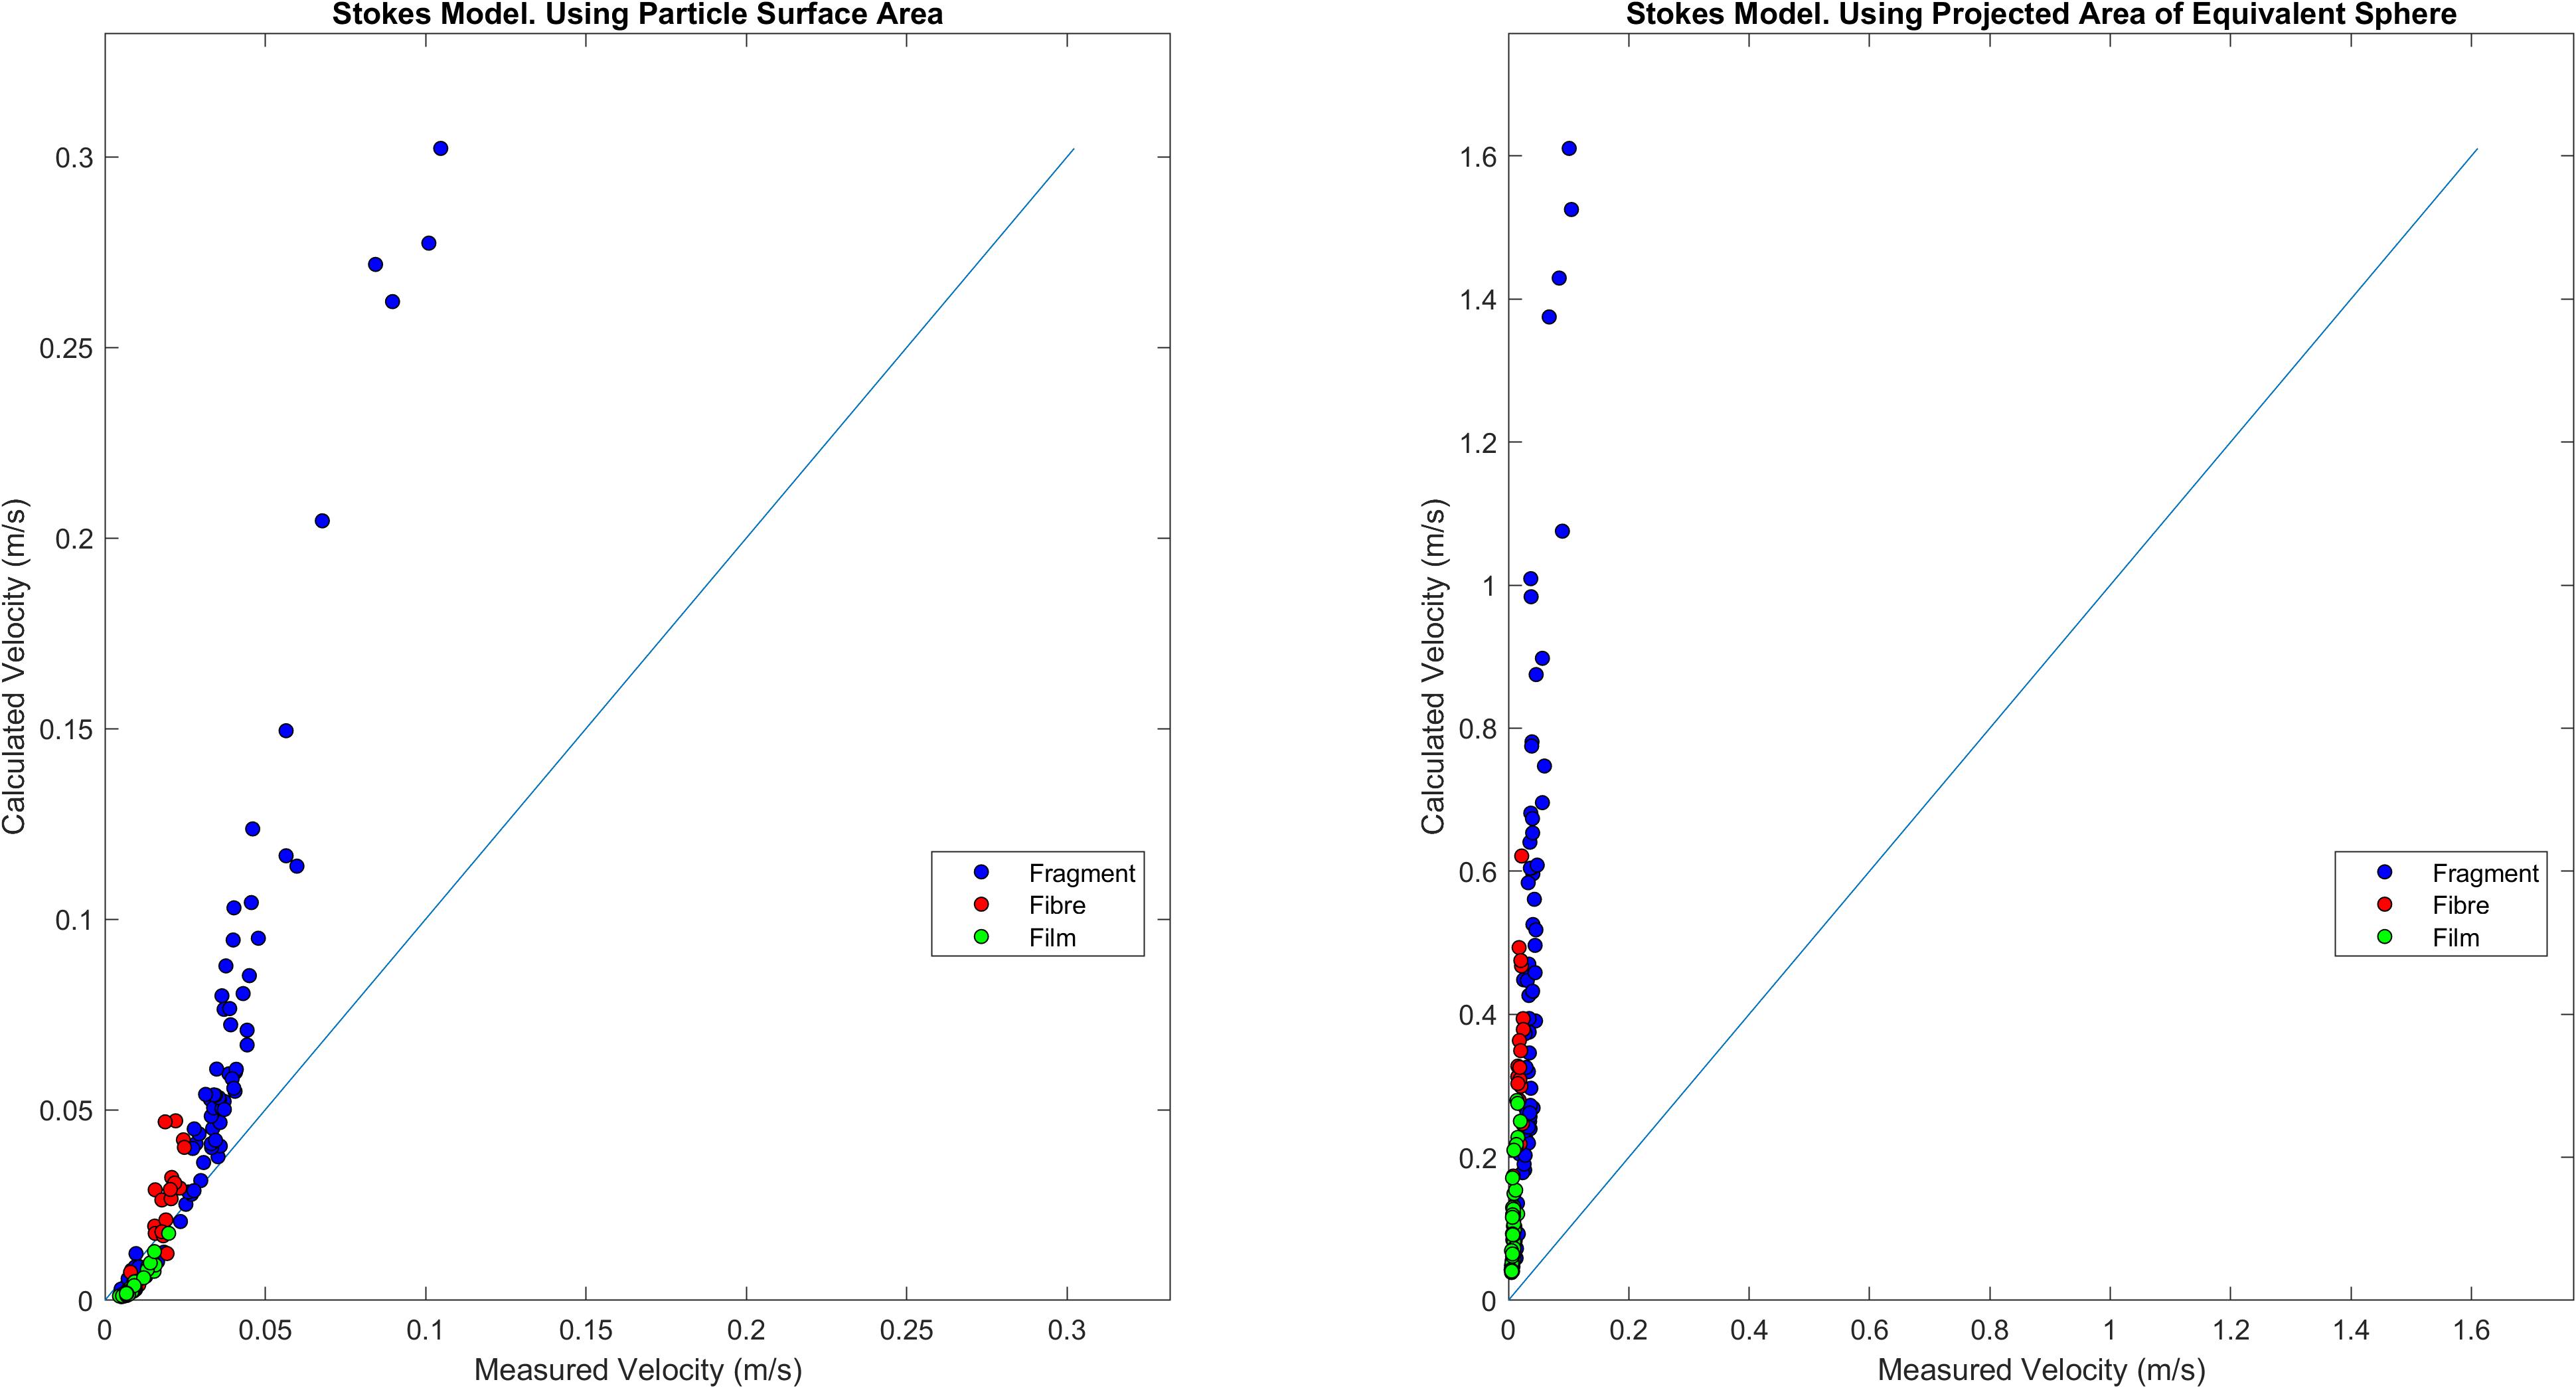 Stokes Model. Using Particle Surface Area
0.3
0.25
0.2
0.15
0.1
0.05
0
Calculated Velocity (m/s)
Fragment
Fibre
Film
0 0.05 0.1 0.15 0.2 0.25 0.3
Measured Velocity (m/s)
Stokes Model. Using Projected Area of Equivalent Sphere
1.6
1.4
1.2
1
0.8
0.6
0.4
0.2
0
Calculated Velocity (m/s)
Fragment
Fibre
Film
0 0.2 0.4 0.6 0.8 1 1.2 1.4 1.6
Measured Velocity (m/s)